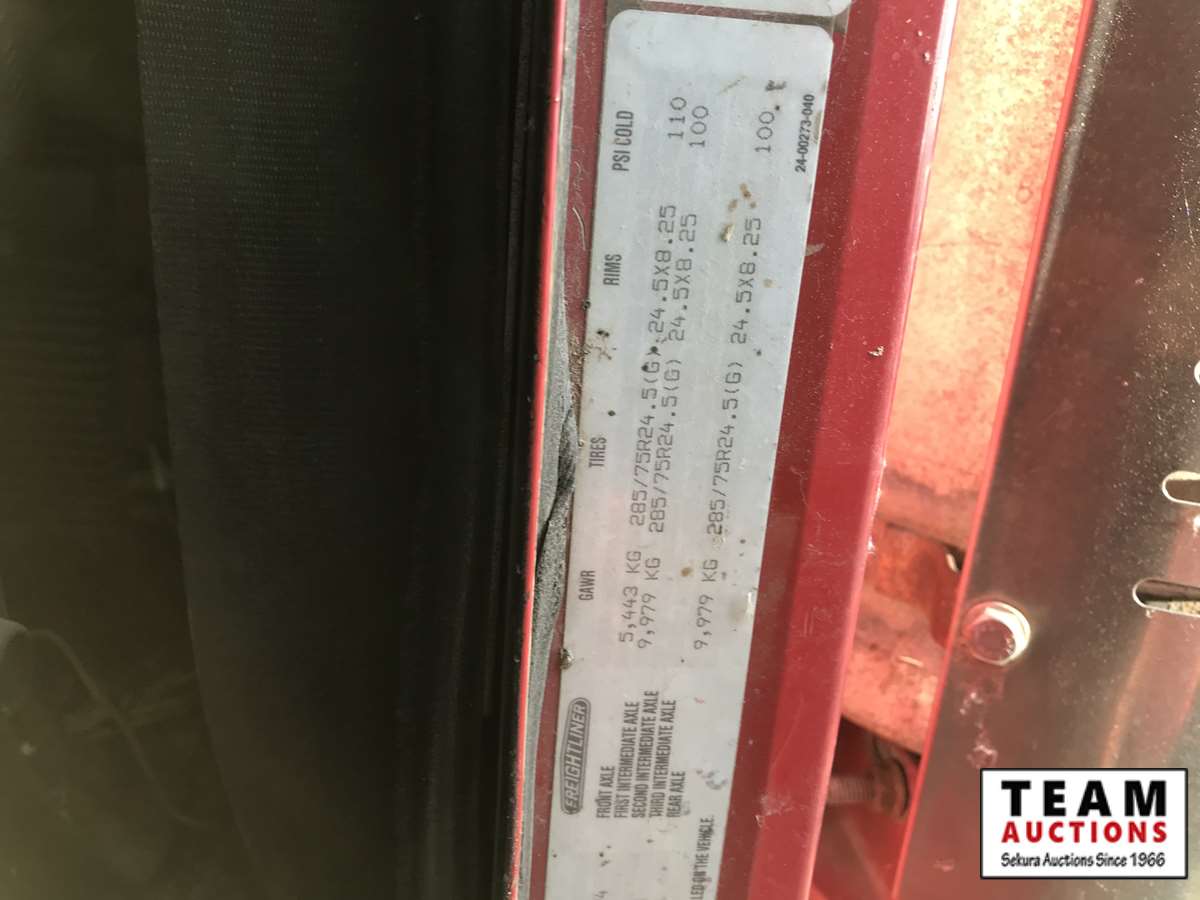 FREIGHTLINER GAWR TIRES RIMS PSI COLD
FRONT AXLE 5,443 KG 285/75R24.5(G) 24.5X8.25 110
FIRST INTERMEDIATE AXLE 9,979 KG 285/75R24.5(G) 24.5X8.25 100
SECOND INTERMEDIATE AXLE
THIRD INTERMEDIATE AXLE
REAR AXLE 9,979 KG 285/75R24.5(G) 24.5X8.25 100
LED ON THE VEHICLE.
24-00273-040
TEAM
AUCTIONS
Sekura Auctions Since 1966